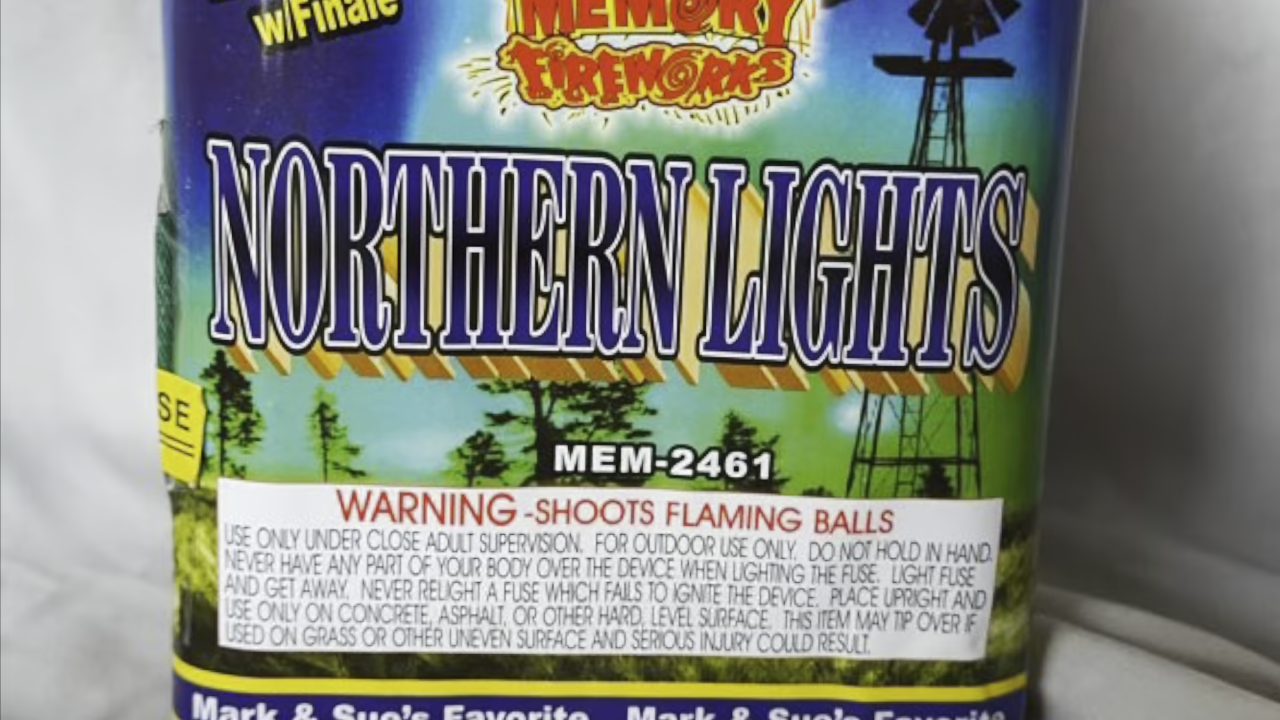 w/Finale
MEMORY
FIREWORKS
NORTHERN LIGHTS
SE
MEM-2461
WARNING -SHOOTS FLAMING BALLS
USE ONLY UNDER CLOSE ADULT SUPERVISION. FOR OUTDOOR USE ONLY. DO NOT HOLD IN HAND.
NEVER HAVE ANY PART OF YOUR BODY OVER THE DEVICE WHEN LIGHTING THE FUSE. LIGHT FUSE
AND GET AWAY. NEVER RELIGHT A FUSE WHICH FAILS TO IGNITE THE DEVICE. PLACE UPRIGHT AND
USE ONLY ON CONCRETE, ASPHALT, OR OTHER HARD, LEVEL SURFACE. THIS ITEM MAY TIP OVER IF
USED ON GRASS OR OTHER UNEVEN SURFACE AND SERIOUS INJURY COULD RESULT.
Mark & Sue's Favorite Mark & Sue's Favorite